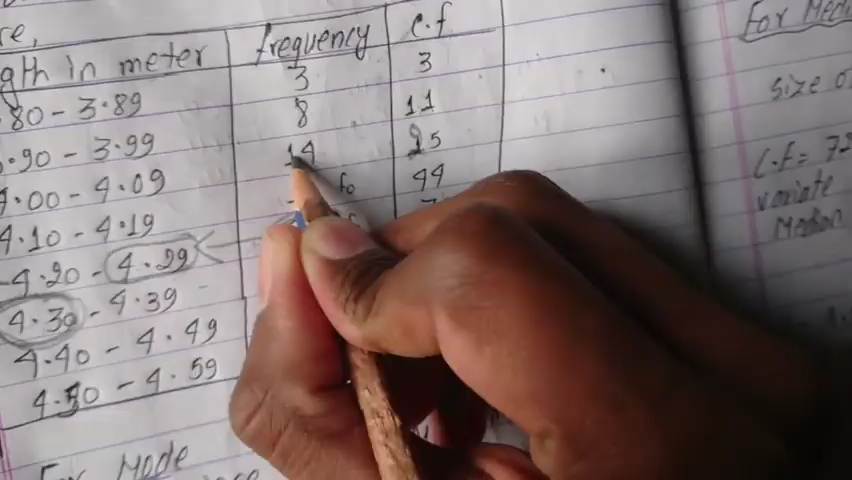 re,
gth in meter frequency c.f
.80 - 3.89 3 3
.90 - 3.99 8 11
4.00 - 4.09 14 25
4.10 - 4.19 fo 44
4.20 - 4.29
4.30 - 4.39
4.40 - 4.49
4.50 - 4.59
For Mode
For Med
size o
C.f = 7
variate
Median